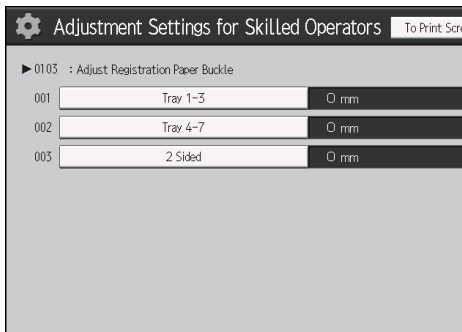 Adjustment Settings for Skilled Operators To Print Scre
►0103 : Adjust Registration Paper Buckle
001 Tray 1-3 0 mm
002 Tray 4-7 0 mm
003 2 Sided 0 mm